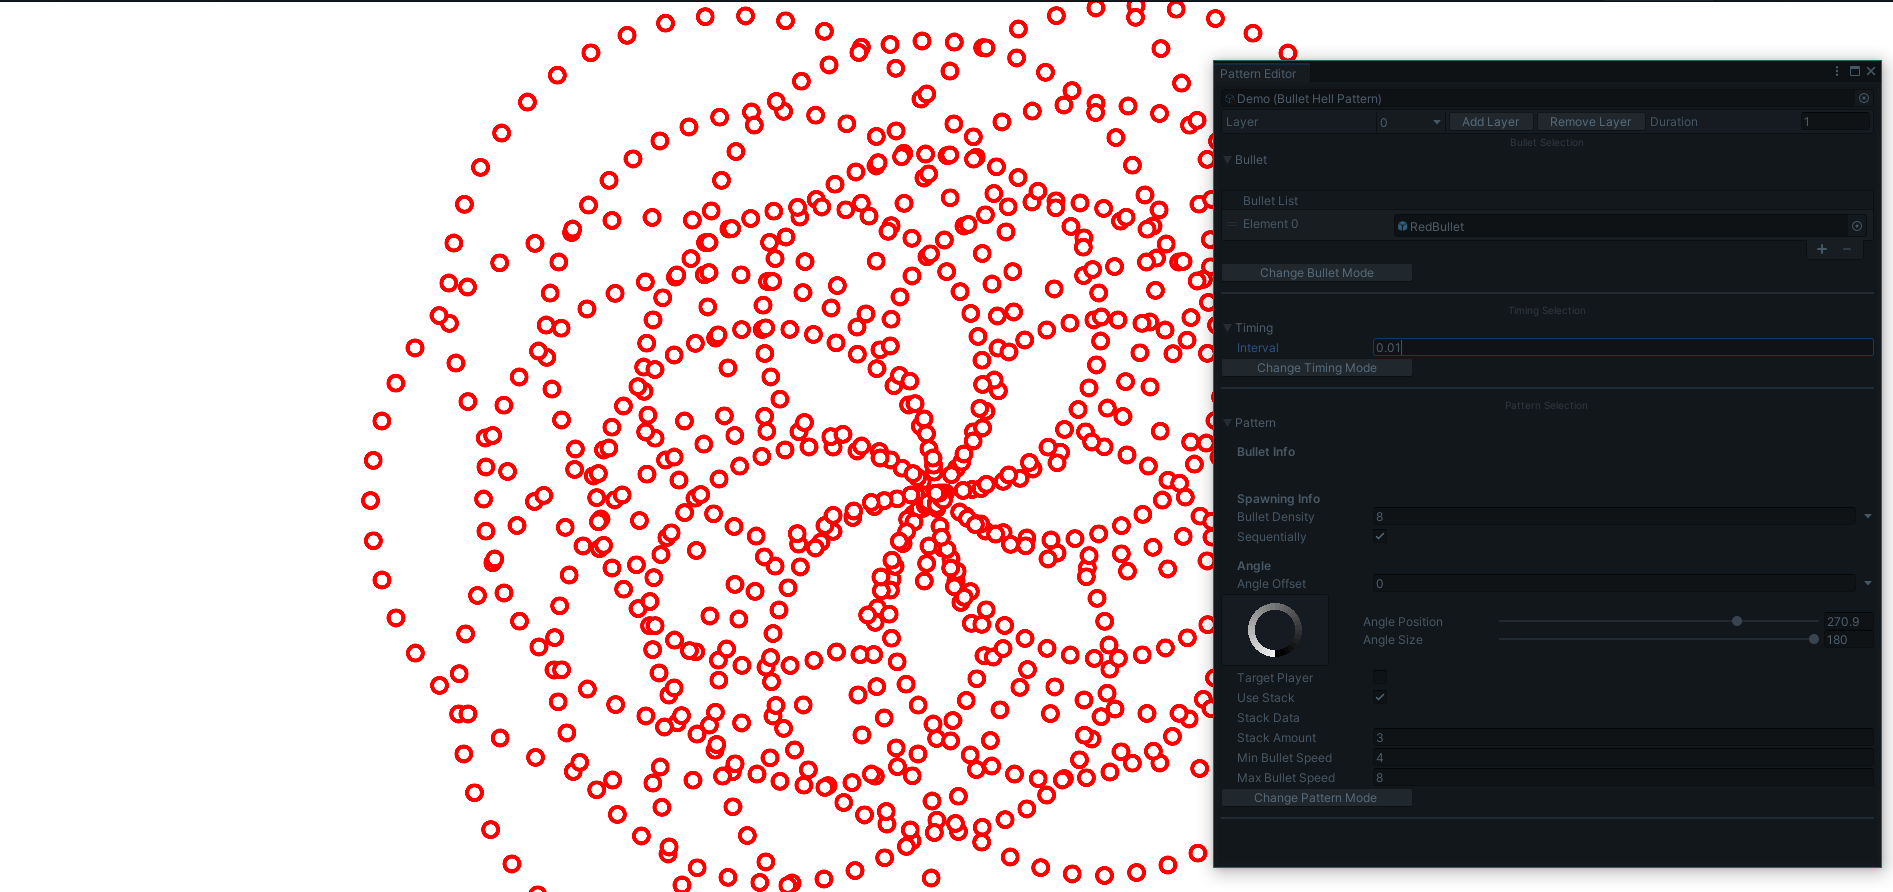 Pattern Editor
Demo (Bullet Hell Pattern)
Layer 0 Add Layer Remove Layer Duration 1
Bullet Selection
Bullet
Bullet List
Element 0 RedBullet
+ −
Change Bullet Mode
Timing Selection
Timing
Interval 0.01
Change Timing Mode
Pattern Selection
Pattern
Bullet Info
Spawning Info
Bullet Density 8
Sequentially
Angle
Angle Offset 0
Angle Position 270.9
Angle Size 180
Target Player
Use Stack
Stack Data
Stack Amount 3
Min Bullet Speed 4
Max Bullet Speed 8
Change Pattern Mode